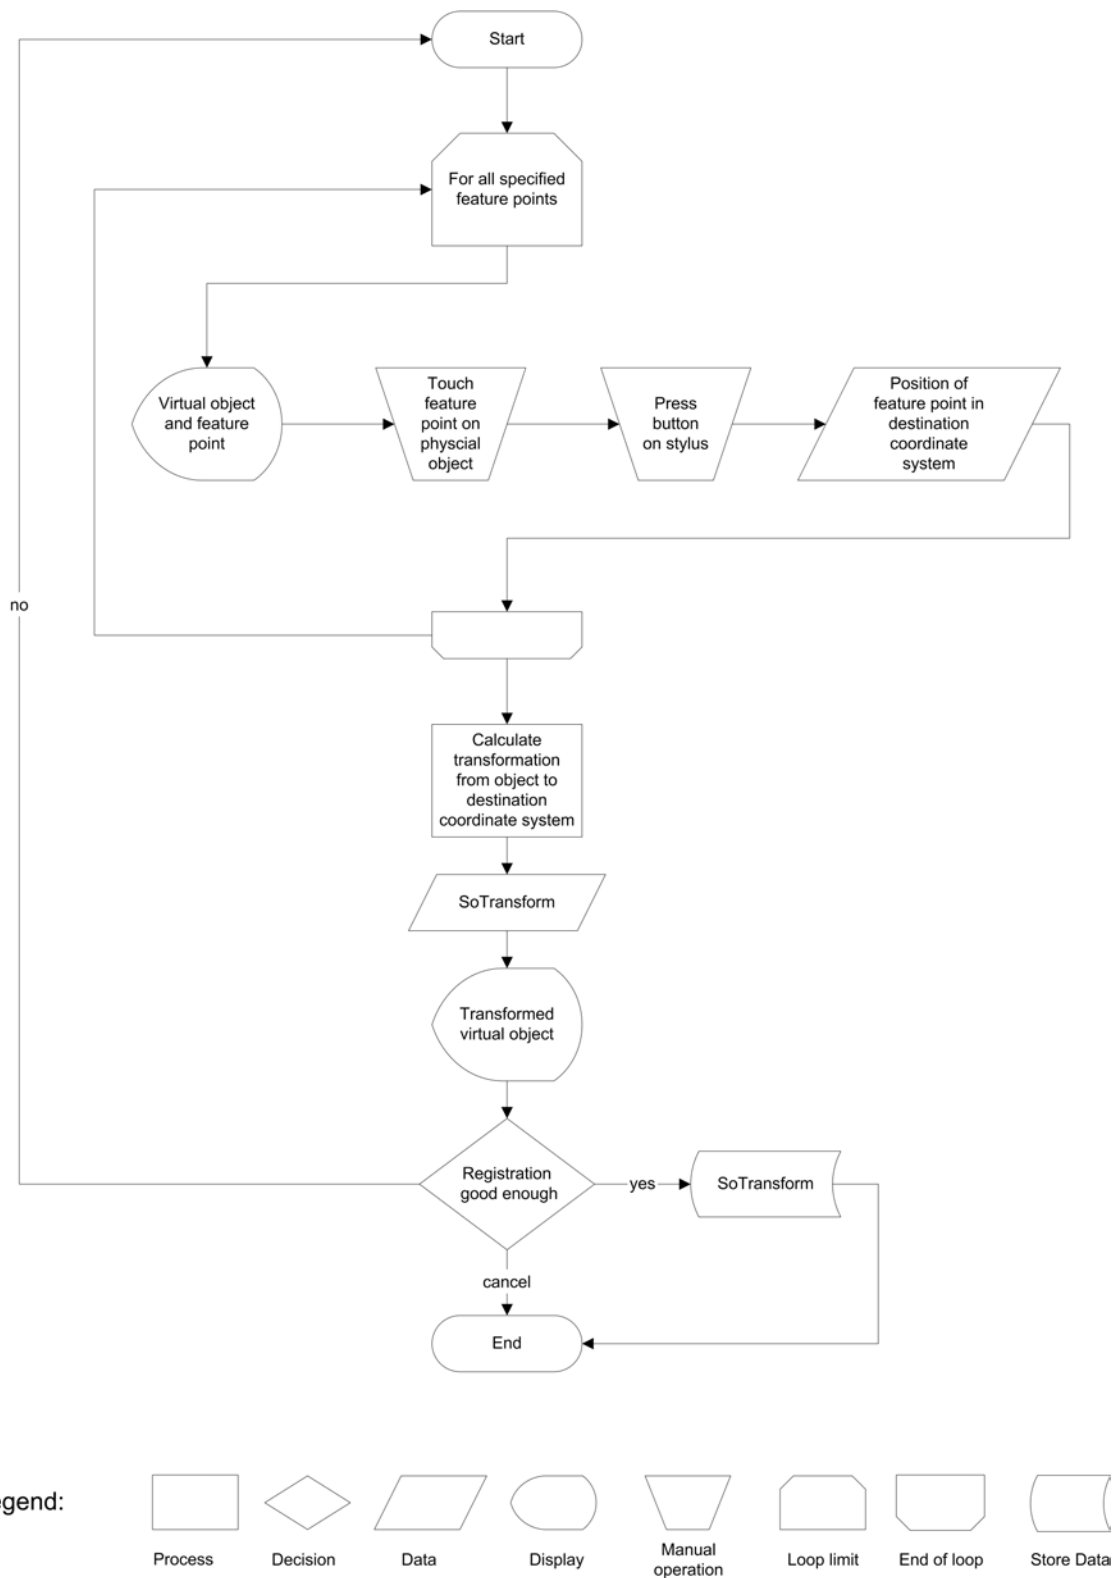 Start
For all specified
feature points
Virtual object
and feature
point
Touch
feature
point on
physcial
object
Press
button
on stylus
Position of
feature point in
destination
coordinate
system
no
Calculate
transformation
from object to
destination
coordinate system
SoTransform
Transformed
virtual object
Registration
good enough
yes
SoTransform
cancel
End
egend:
Process
Decision
Data
Display
Manual
operation
Loop limit
End of loop
Store Data